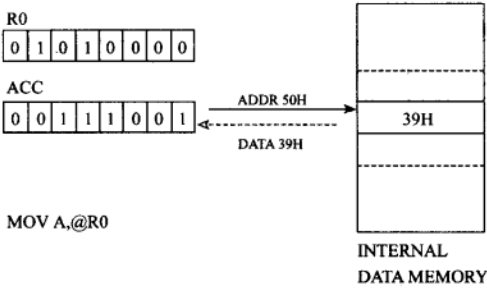 R0
0 1 0 1 0 0 0 0
ACC
0 0 1 1 1 0 0 1
ADDR 50H
39H
DATA 39H
MOV A,@R0
INTERNAL
DATA MEMORY